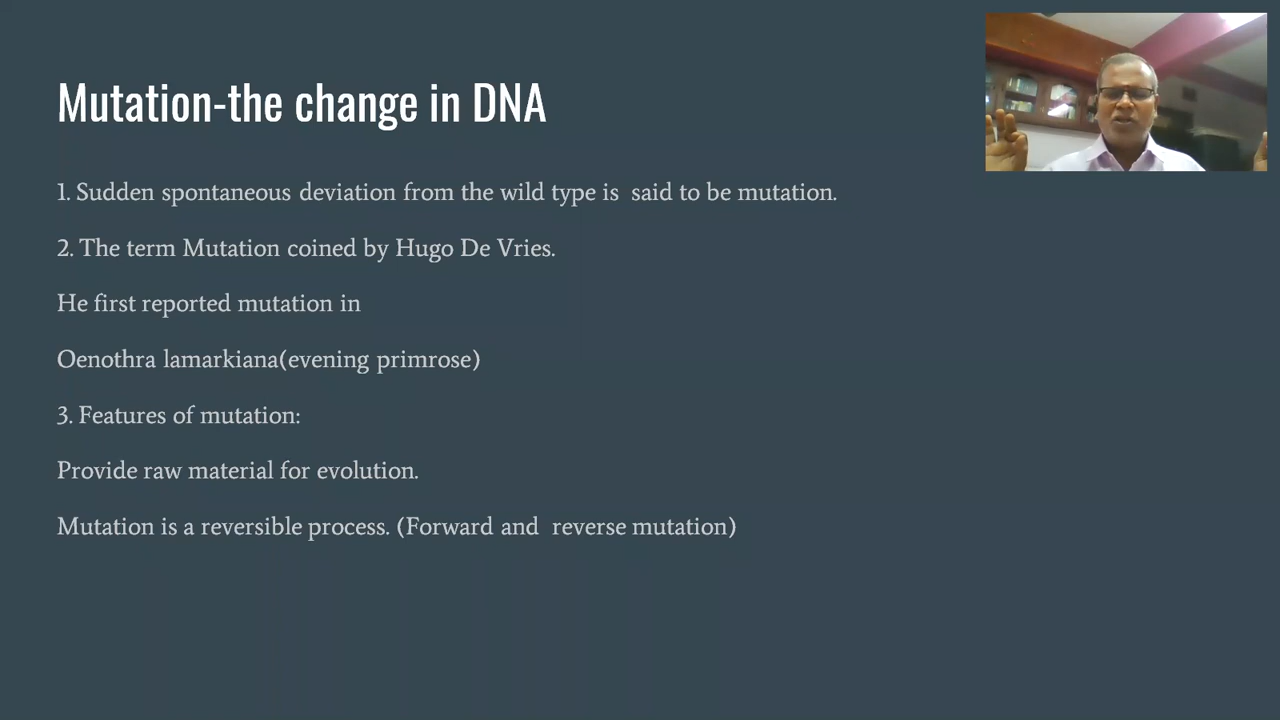 Mutation-the change in DNA
1. Sudden spontaneous deviation from the wild type is said to be mutation.
2. The term Mutation coined by Hugo De Vries.
He first reported mutation in
Oenothra lamarkiana(evening primrose)
3. Features of mutation:
Provide raw material for evolution.
Mutation is a reversible process. (Forward and reverse mutation)